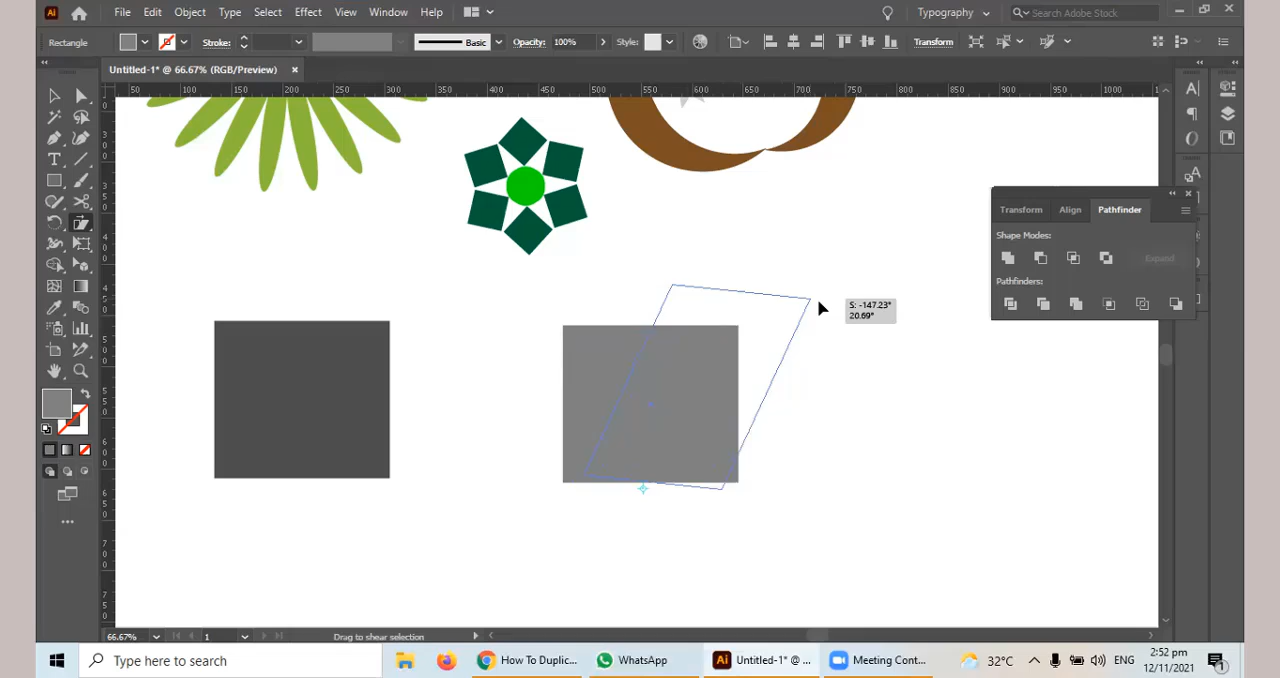 Ai File Edit Object Type Select Effect View Window Help Typography Search Adobe Stock
Rectangle Stroke: Basic Opacity: 100% Style: Transform
Untitled-1* @ 66.67% (RGB/Preview) ×
50 100 150 200 250 300 350 400 450 500 550 600 650 700 750 800 850 900 950 1000 1
Transform Align Pathfinder
Shape Modes:
Expand
Pathfinders:
S: -147.23°
20.69°
66.67% 1 Drag to shear selection
Type here to search How To Duplic... WhatsApp Ai Untitled-1* @ ... Meeting Cont... 32°C ENG 2:52 pm
12/11/2021 1